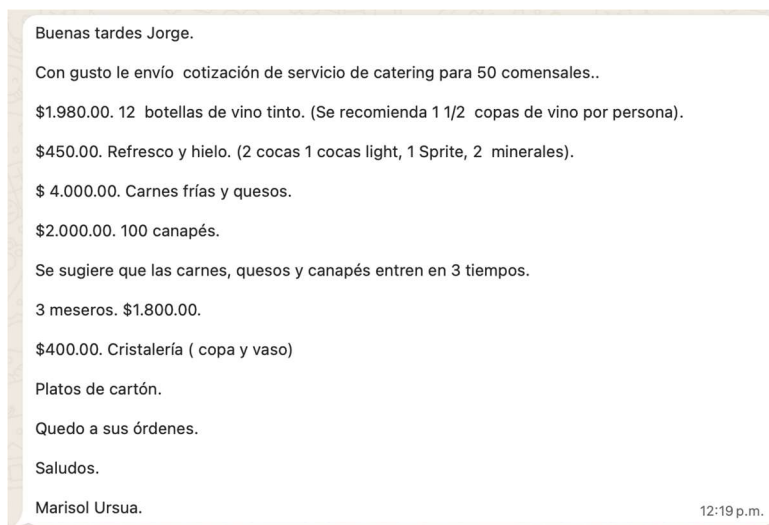 Buenas tardes Jorge.
Con gusto le envío  cotización de servicio de catering para 50 comensales..
$1.980.00. 12  botellas de vino tinto. (Se recomienda 1 1/2  copas de vino por persona).
$450.00. Refresco y hielo. (2 cocas 1 cocas light, 1 Sprite, 2  minerales).
$ 4.000.00. Carnes frías y quesos.
$2.000.00. 100 canapés.
Se sugiere que las carnes, quesos y canapés entren en 3 tiempos.
3 meseros. $1.800.00.
$400.00. Cristalería ( copa y vaso)
Platos de cartón.
Quedo a sus órdenes.
Saludos.
Marisol Ursua.
12:19 p.m.